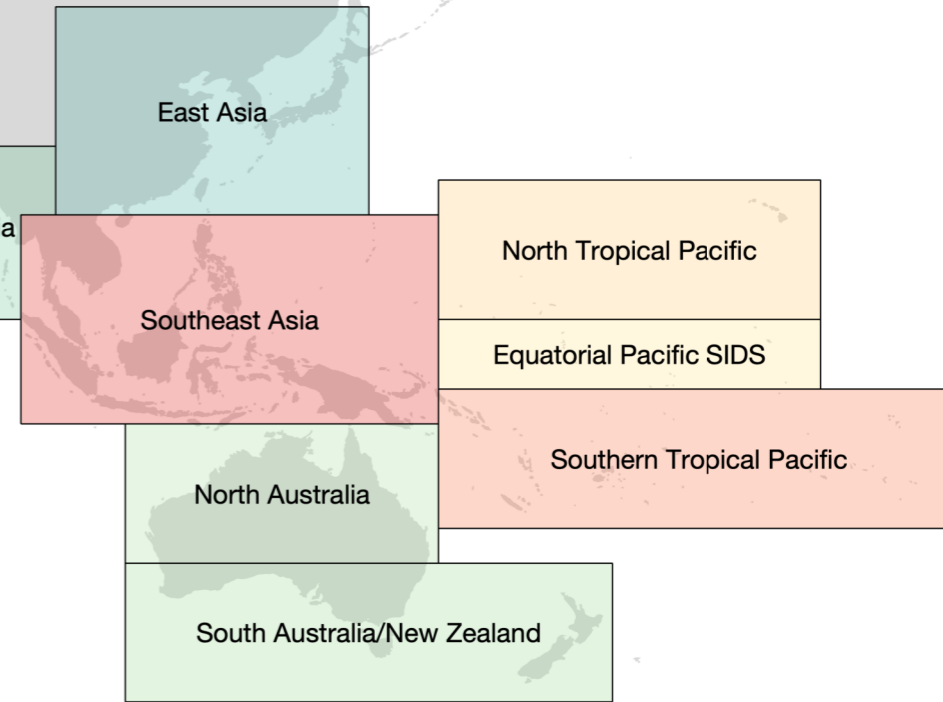 East Asia
a
North Tropical Pacific
Southeast Asia
Equatorial Pacific SIDS
Southern Tropical Pacific
North Australia
South Australia/New Zealand